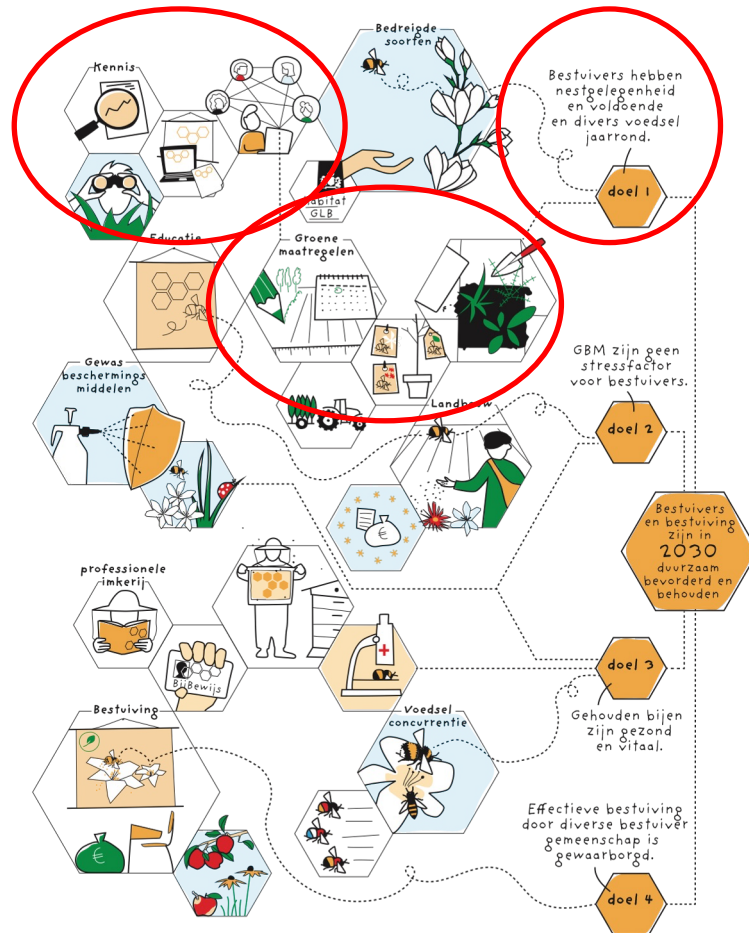 Kennis
Bedreigde
soorten
Bestuivers hebben
nestgelegenheid
en voldoende
en divers voedsel
jaarrond.
doel 1
habitat
GLB
Educatie
Groene
maatregelen
Gewas
beschermings
middelen
Landbouw
GBM zijn geen
stressfactor
voor bestuivers.
doel 2
€
Bestuivers
en bestuiving
zijn in
2030
duurzaam
bevorderd en
behouden
professionele
imkerij
BijBewijs
doel 3
Gehouden bijen
zijn gezond
en vitaal.
Bestuiving
€
Voedsel
concurrentie
Effectieve bestuiving
door diverse bestuiver
gemeenschap is
gewaarborgd.
doel 4